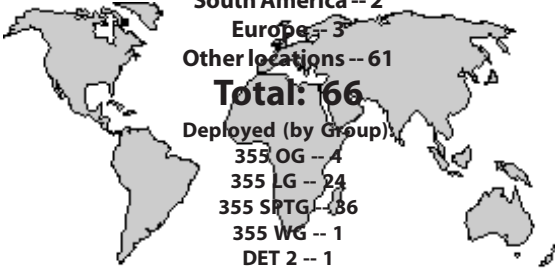 South America -- 2
Europe -- 3
Other locations -- 61
Total: 66
Deployed (by Group):
355 OG -- 4
355 LG -- 24
355 SPTG -- 36
355 WG -- 1
DET 2 -- 1